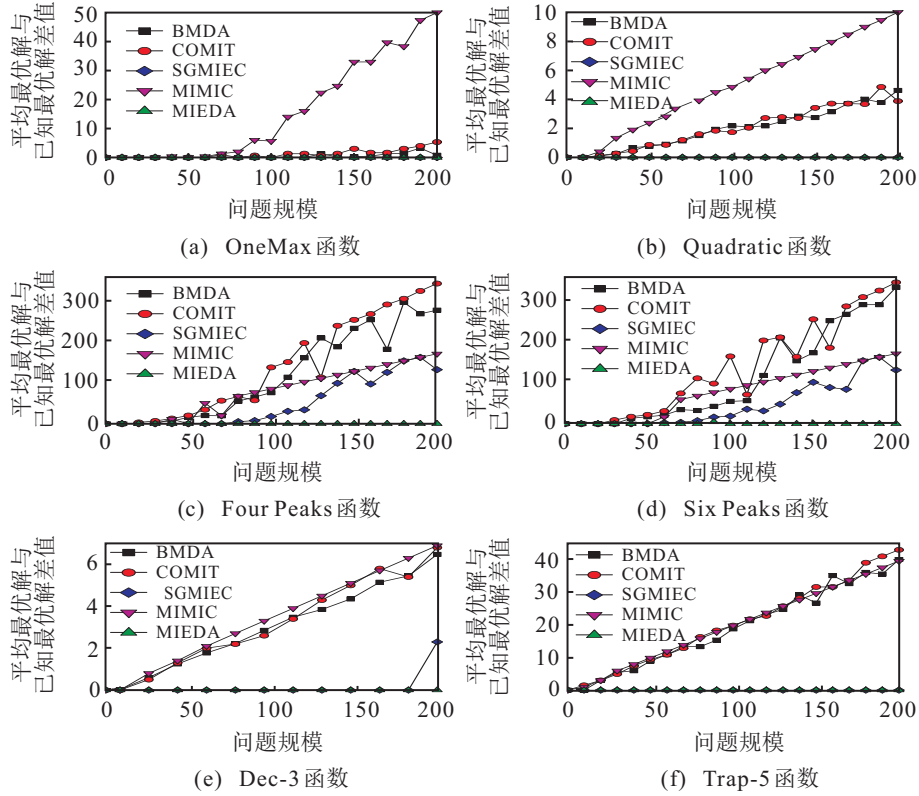 平均最优解与
已知最优解差值
50
40
30
20
10
0
BMDA
COMIT
SGMIEC
MIMIC
MIEDA
0 50 100 150 200
问题规模
(a) OneMax函数
平均最优解与
已知最优解差值
10
8
6
4
2
0
BMDA
COMIT
SGMIEC
MIMIC
MIEDA
0 50 100 150 200
问题规模
(b) Quadratic函数
平均最优解与
已知最优解差值
300
200
100
0
BMDA
COMIT
SGMIEC
MIMIC
MIEDA
0 50 100 150 200
问题规模
(c) Four Peaks函数
平均最优解与
已知最优解差值
300
200
100
0
BMDA
COMIT
SGMIEC
MIMIC
MIEDA
0 50 100 150 200
问题规模
(d) Six Peaks函数
平均最优解与
已知最优解差值
6
4
2
0
BMDA
COMIT
SGMIEC
MIMIC
MIEDA
0 50 100 150 200
问题规模
(e) Dec-3函数
平均最优解与
已知最优解差值
40
30
20
10
0
BMDA
COMIT
SGMIEC
MIMIC
MIEDA
0 50 100 150 200
问题规模
(f) Trap-5函数